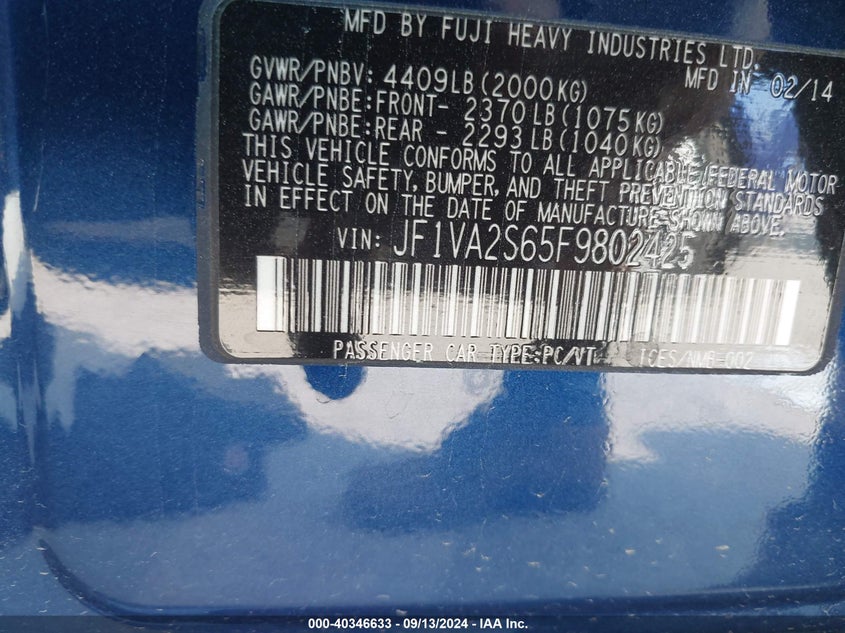 MFD BY FUJI HEAVY INDUSTRIES LTD.
MFD IN 02/14
GVWR/PNBV: 4409LB(2000KG)
GAWR/PNBE:FRONT- 2370LB(1075KG)
GAWR/PNBE:REAR - 2293LB(1040KG)
THIS VEHICLE CONFORMS TO ALL APPLICABLE FEDERAL MOTOR
VEHICLE SAFETY, BUMPER, AND THEFT PREVENTION STANDARDS
IN EFFECT ON THE DATE OF MANUFACTURE SHOWN ABOVE.
VIN: JF1VA2S65F9802425
PASSENGER CAR TYPE:PC/VT ICES/NMB-002
000-40346633 - 09/13/2024 - IAA Inc.